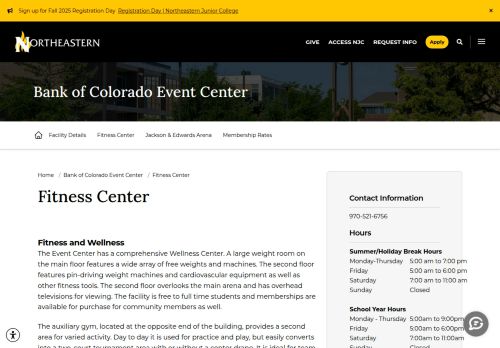 Sign up for Fall 2025 Registration Day Registration Day | Northeastern Junior College ×
NORTHEASTERN GIVE ACCESS NJC REQUEST INFO Apply
Bank of Colorado Event Center
Facility Details Fitness Center Jackson & Edwards Arena Membership Rates
Home / Bank of Colorado Event Center / Fitness Center
Fitness Center
Fitness and Wellness
The Event Center has a comprehensive Wellness Center. A large weight room on
the main floor features a wide array of free weights and machines. The second floor
features pin-driving weight machines and cardiovascular equipment as well as
other fitness tools. The second floor overlooks the main arena and has overhead
televisions for viewing. The facility is free to full time students and memberships are
available for purchase for community members as well.
The auxiliary gym, located at the opposite end of the building, provides a second
area for varied activity. Day to day it is used for practice and play, but easily converts
into a two-court tournament area with or without a center drape. It is ideal for team
Contact Information
970-521-6756
Hours
Summer/Holiday Break Hours
Monday-Thursday 5:00 am to 7:00 pm
Friday 5:00 am to 6:00 pm
Saturday 7:00 am to 11:00 am
Sunday Closed
School Year Hours
Monday - Thursday 5:00am to 9:00pm
Friday 5:00am to 6:00pm
Saturday 7:00am to 11:00am
Sunday Closed